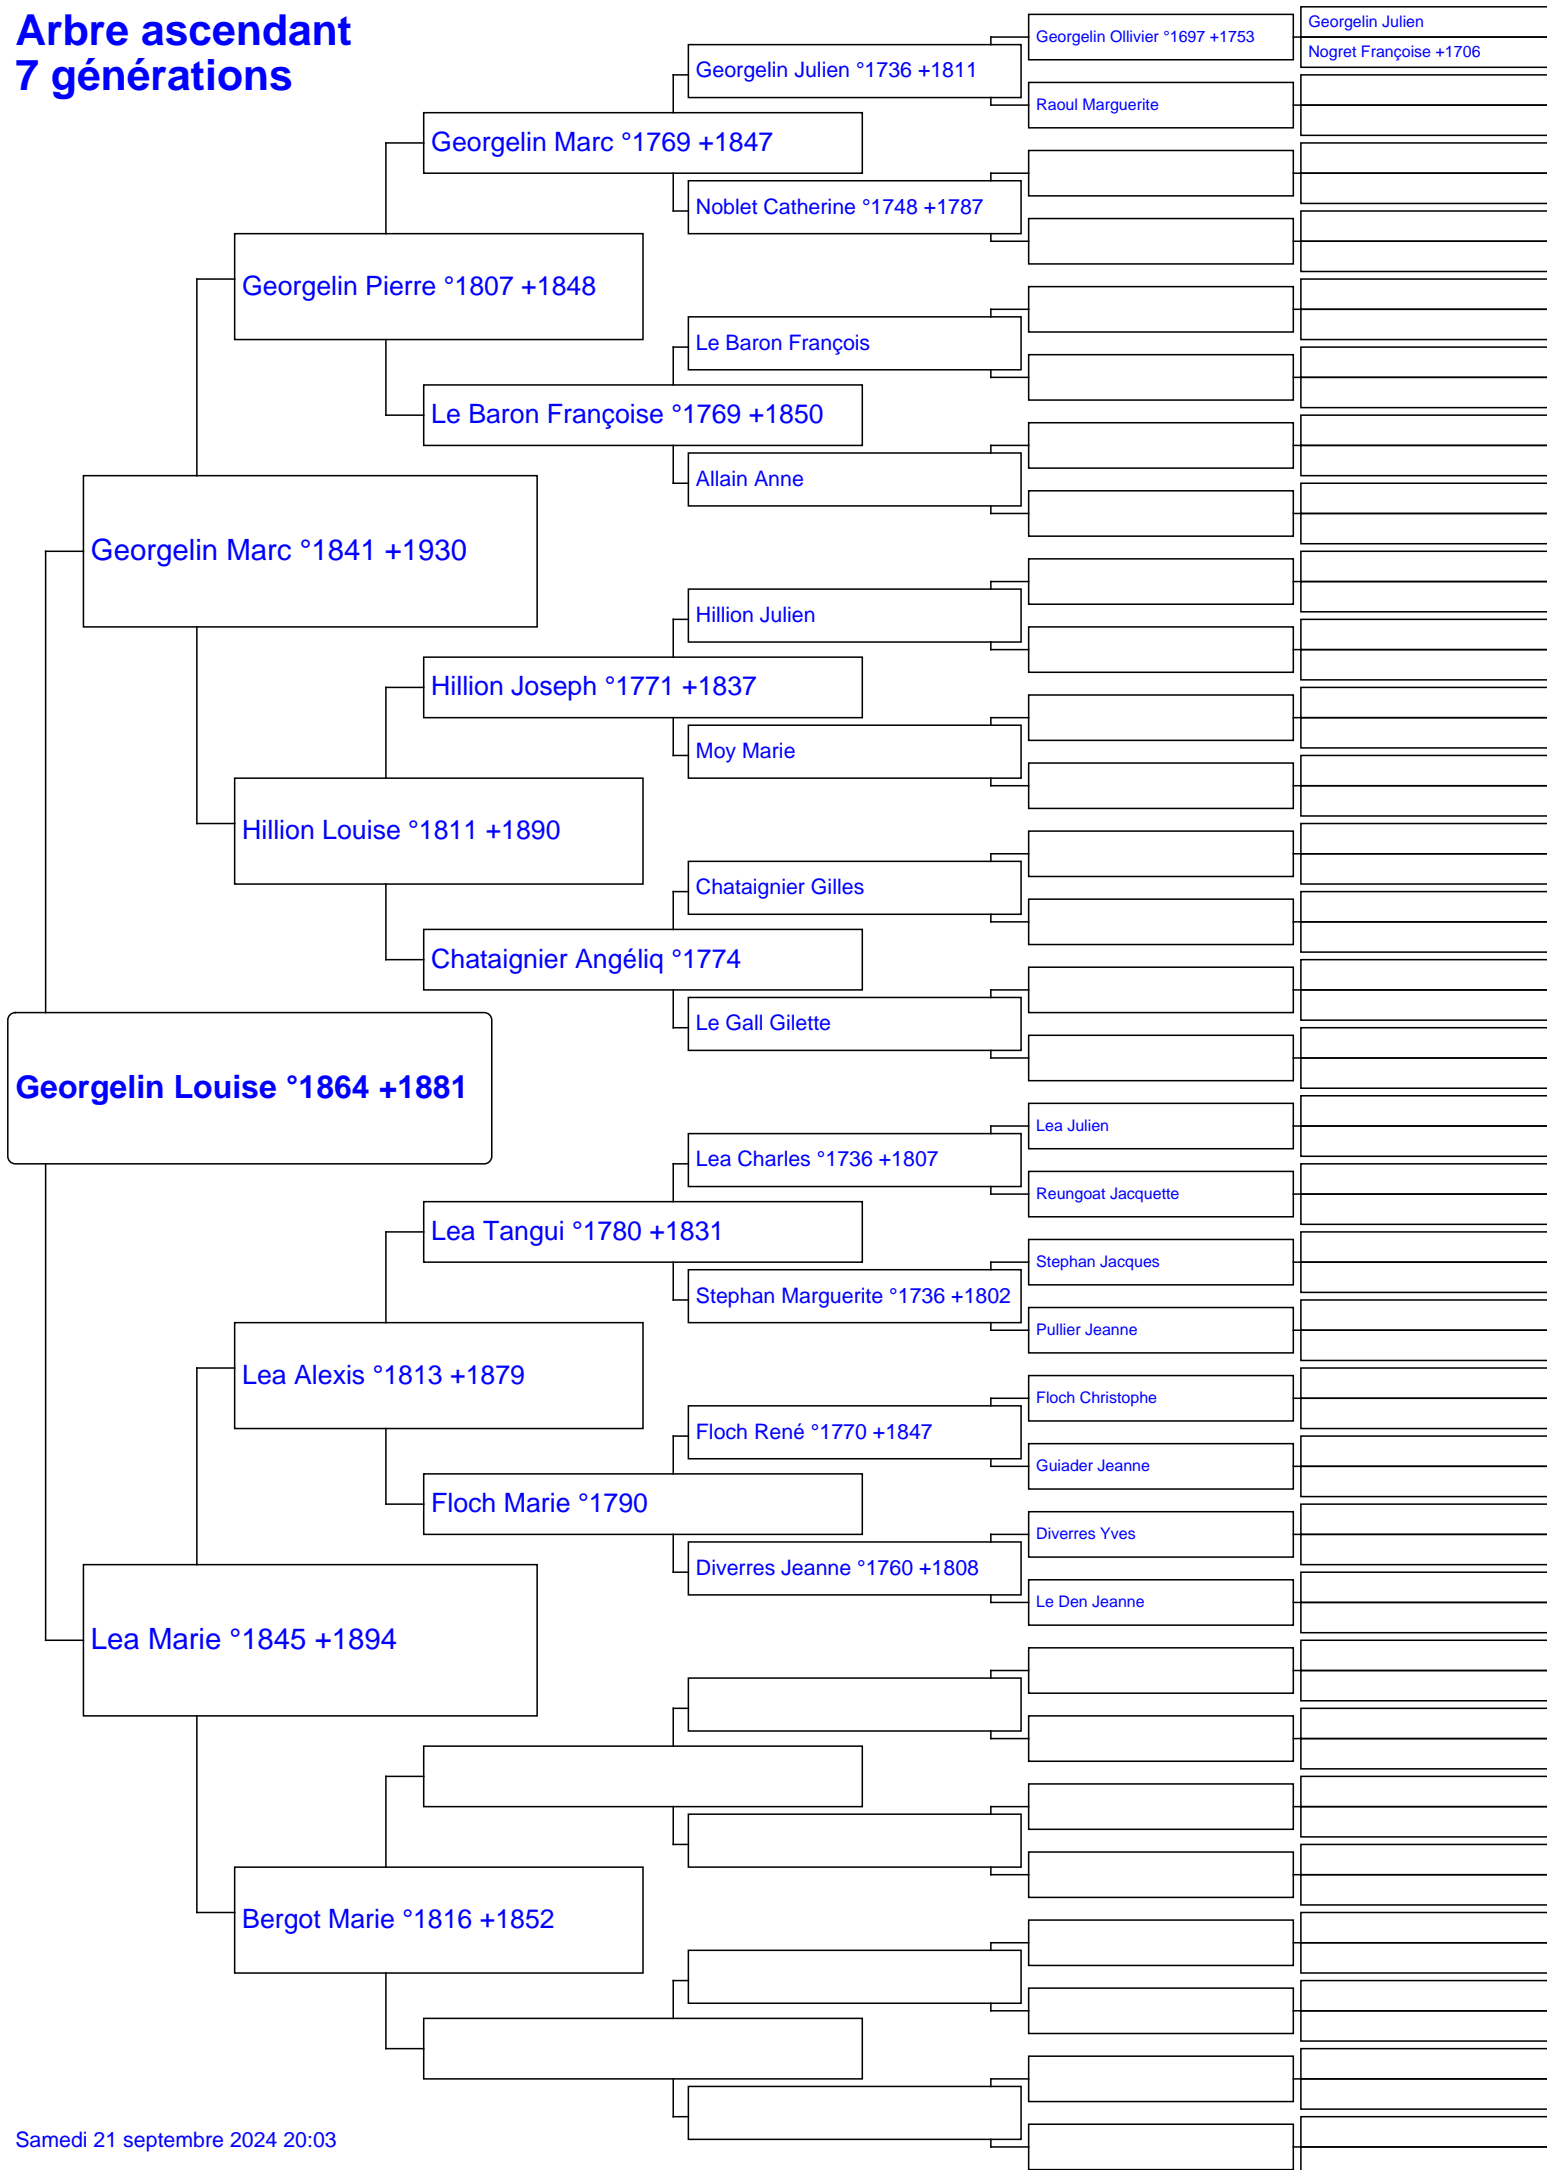 Arbre ascendant
7 générations
Georgelin Ollivier °1697 +1753
Georgelin Julien
Nogret Françoise +1706
Georgelin Julien °1736 +1811
Raoul Marguerite
Georgelin Marc °1769 +1847
Noblet Catherine °1748 +1787
Georgelin Pierre °1807 +1848
Le Baron François
Le Baron Françoise °1769 +1850
Allain Anne
Georgelin Marc °1841 +1930
Hillion Julien
Hillion Joseph °1771 +1837
Moy Marie
Hillion Louise °1811 +1890
Chataignier Gilles
Chataignier Angéliq °1774
Le Gall Gilette
Georgelin Louise °1864 +1881
Lea Julien
Lea Charles °1736 +1807
Reungoat Jacquette
Lea Tangui °1780 +1831
Stephan Jacques
Stephan Marguerite °1736 +1802
Pullier Jeanne
Lea Alexis °1813 +1879
Floch Christophe
Floch René °1770 +1847
Guiader Jeanne
Floch Marie °1790
Diverres Yves
Diverres Jeanne °1760 +1808
Le Den Jeanne
Lea Marie °1845 +1894
Bergot Marie °1816 +1852
Samedi 21 septembre 2024 20:03